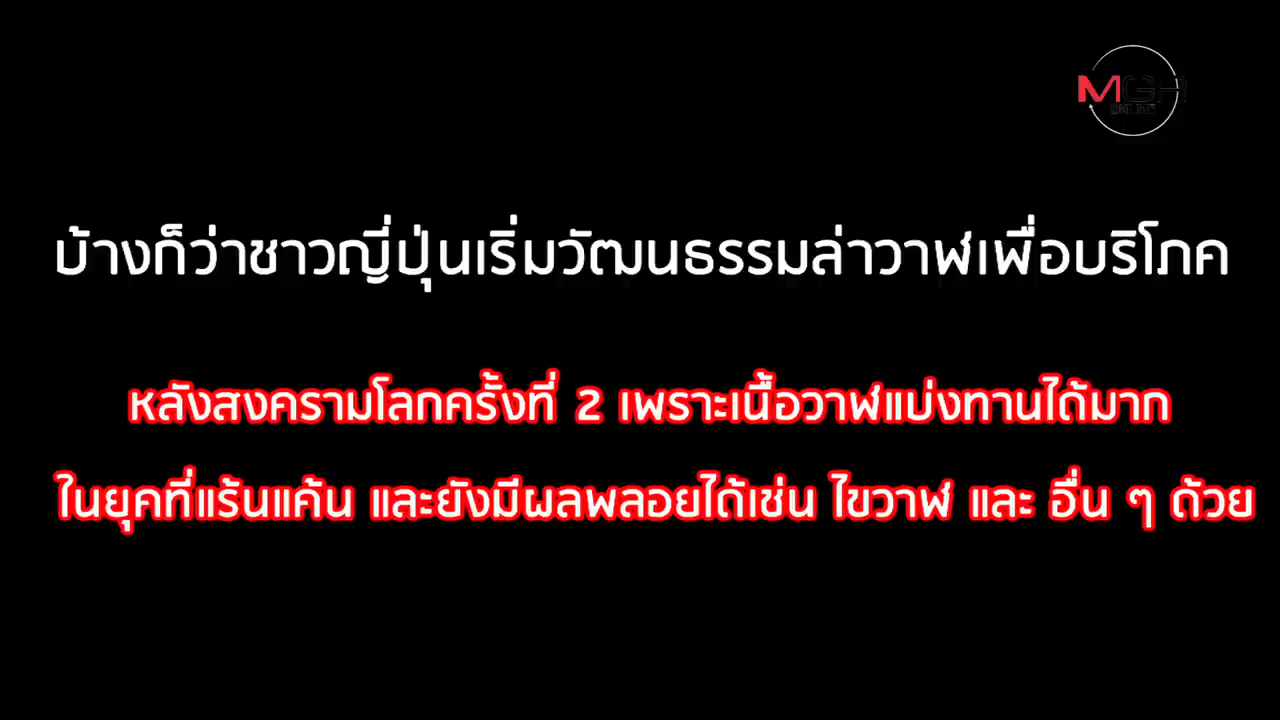 MGR
ONLINE
บ้างก็ว่าชาวญี่ปุ่นเริ่มวัฒนธรรมล่าวาฬเพื่อบริโภค
หลังสงครามโลกครั้งที่ 2 เพราะเนื้อวาฬแบ่งทานได้มาก
ในยุคที่แร้นแค้น และยังมีผลพลอยได้เช่น ไขวาฬ และ อื่น ๆ ด้วย